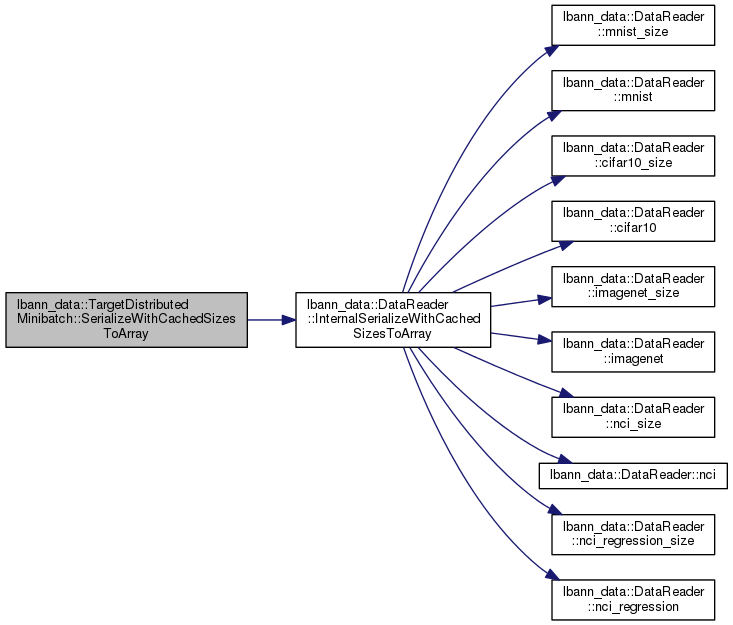 lbann_data::TargetDistributed
Minibatch::SerializeWithCachedSizes
ToArray
lbann_data::DataReader
::InternalSerializeWithCached
SizesToArray
lbann_data::DataReader
::mnist_size
lbann_data::DataReader
::mnist
lbann_data::DataReader
::cifar10_size
lbann_data::DataReader
::cifar10
lbann_data::DataReader
::imagenet_size
lbann_data::DataReader
::imagenet
lbann_data::DataReader
::nci_size
lbann_data::DataReader::nci
lbann_data::DataReader
::nci_regression_size
lbann_data::DataReader
::nci_regression